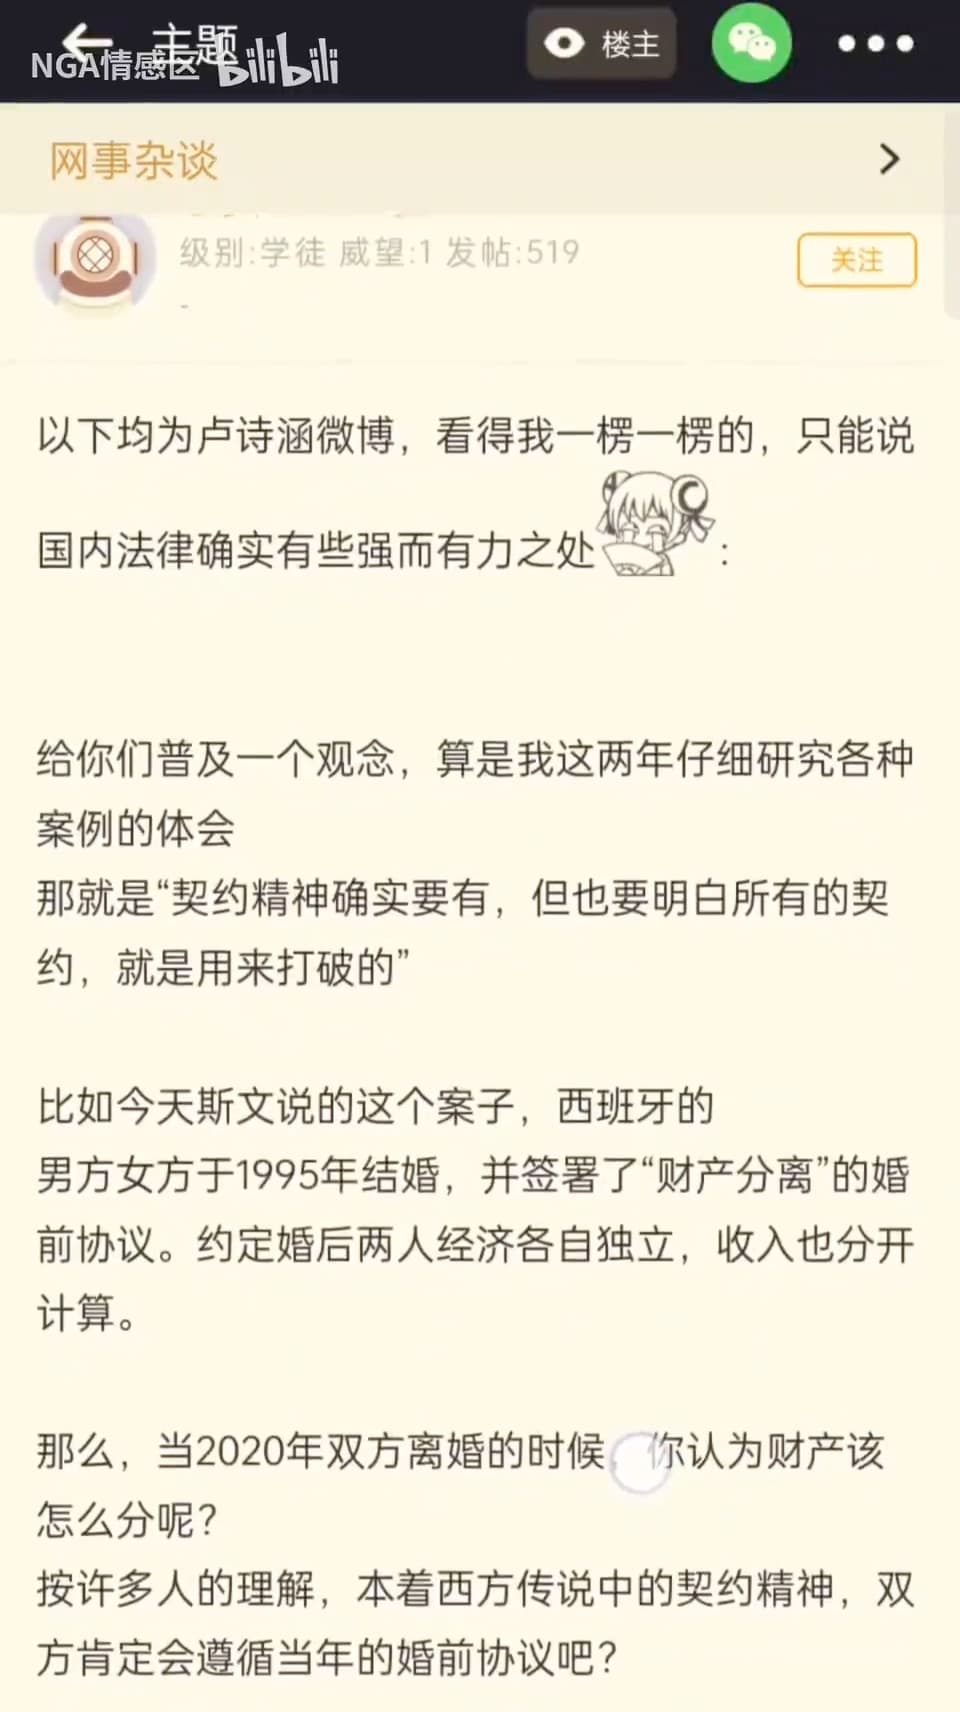 主题
NGA情感区 bilibili
楼主
网事杂谈
级别:学徒 威望:1 发帖:519
关注
-
以下均为卢诗涵微博，看得我一愣一愣的，只能说
国内法律确实有些强而有力之处：
给你们普及一个观念，算是我这两年仔细研究各种
案例的体会
那就是“契约精神确实要有，但也要明白所有的契
约，就是用来打破的”
比如今天斯文说的这个案子，西班牙的
男方女方于1995年结婚，并签署了“财产分离”的婚
前协议。约定婚后两人经济各自独立，收入也分开
计算。
那么，当2020年双方离婚的时候 你认为财产该
怎么分呢？
按许多人的理解，本着西方传说中的契约精神，双
方肯定会遵循当年的婚前协议吧？